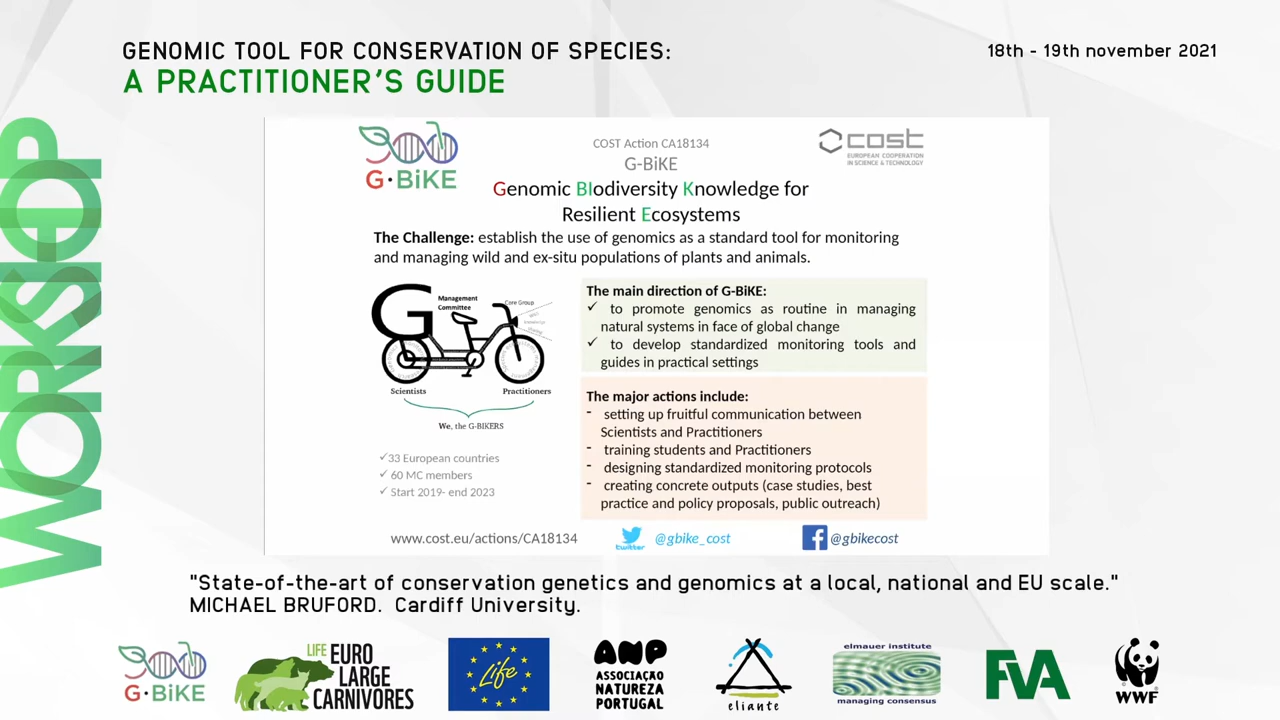 GENOMIC TOOL FOR CONSERVATION OF SPECIES:
A PRACTITIONER'S GUIDE
18th - 19th november 2021
WORKSHOP
G·BiKE
COST Action CA18134
G-BiKE
Genomic BIodiversity Knowledge for
Resilient Ecosystems
cost
EUROPEAN COOPERATION
IN SCIENCE & TECHNOLOGY
The Challenge: establish the use of genomics as a standard tool for monitoring
and managing wild and ex-situ populations of plants and animals.
G
Management
Committee
Core Group
Scientists
Practitioners
We, the G-BIKERS
✓33 European countries
✓ 60 MC members
✓ Start 2019- end 2023
The main direction of G-BiKE:
✓ to promote genomics as routine in managing
natural systems in face of global change
✓ to develop standardized monitoring tools and
guides in practical settings
The major actions include:
- setting up fruitful communication between
Scientists and Practitioners
- training students and Practitioners
- designing standardized monitoring protocols
- creating concrete outputs (case studies, best
practice and policy proposals, public outreach)
www.cost.eu/actions/CA18134
twitter
@gbike_cost
f
@gbikecost
"State-of-the-art of conservation genetics and genomics at a local, national and EU scale."
MICHAEL BRUFORD. Cardiff University.
G·BiKE
LIFE EURO
LARGE
CARNIVORES
Life
ANP
ASSOCIAÇÃO
NATUREZA
PORTUGAL
eliante
elmauer institute
managing consensus
FVA
WWF